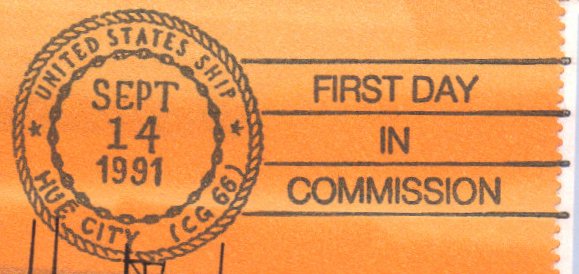 UNITED STATES SHIP
SEPT
14
1991
HUE CITY (CG 66)
FIRST DAY
IN
COMMISSION